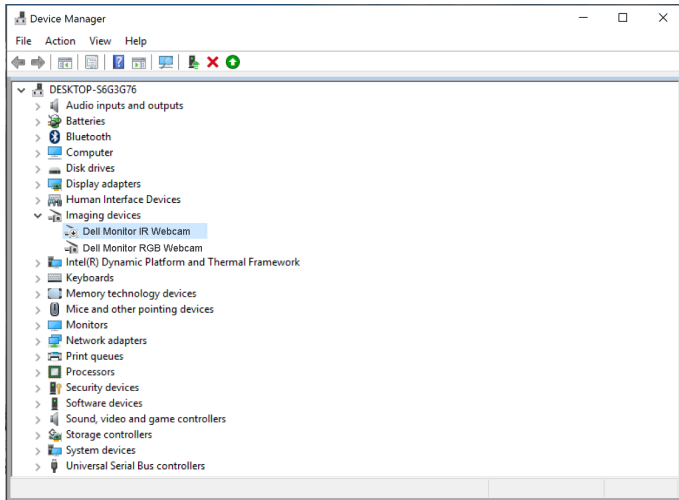 Device Manager
File Action View Help
DESKTOP-S6G3G76
Audio inputs and outputs
Batteries
Bluetooth
Computer
Disk drives
Display adapters
Human Interface Devices
Imaging devices
Dell Monitor IR Webcam
Dell Monitor RGB Webcam
Intel(R) Dynamic Platform and Thermal Framework
Keyboards
Memory technology devices
Mice and other pointing devices
Monitors
Network adapters
Print queues
Processors
Security devices
Software devices
Sound, video and game controllers
Storage controllers
System devices
Universal Serial Bus controllers